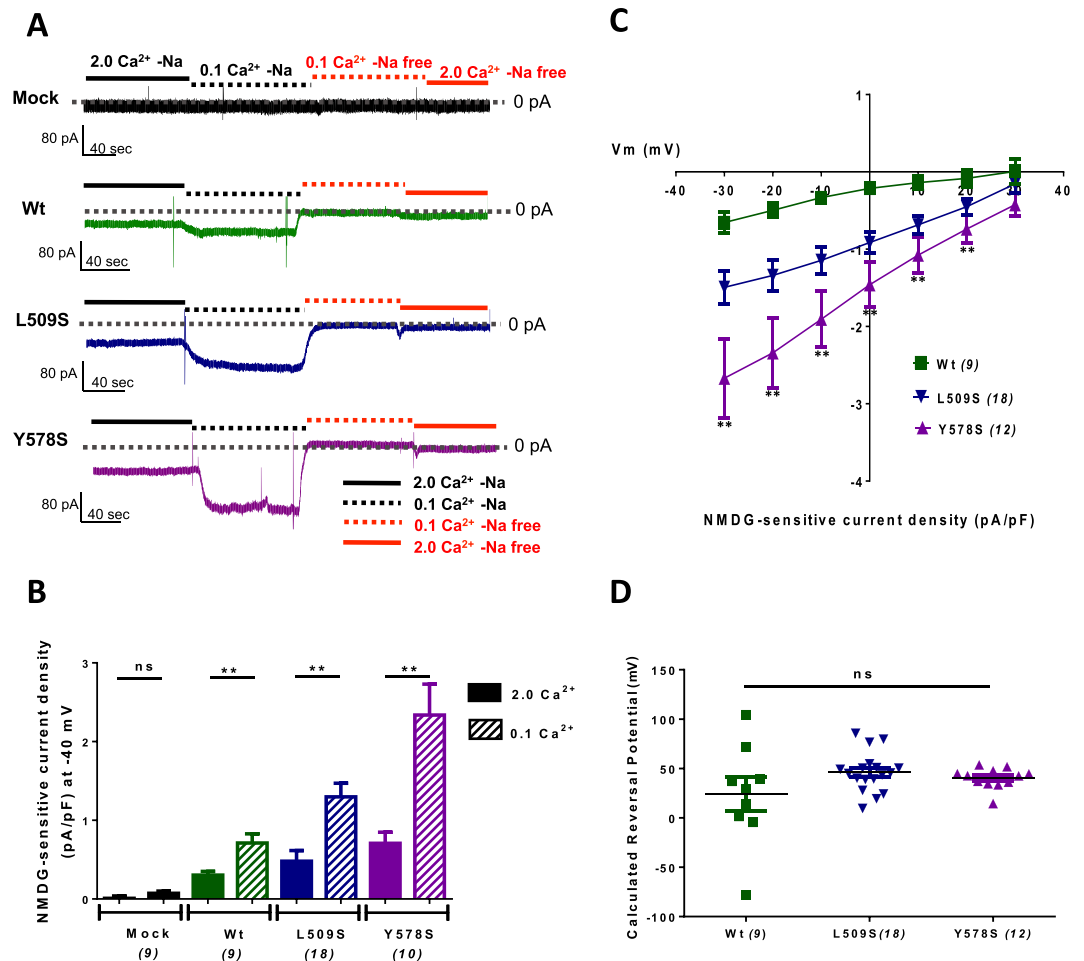 A
2.0 Ca²⁺ -Na
0.1 Ca²⁺ -Na
0.1 Ca²⁺ -Na free
2.0 Ca²⁺ -Na free
Mock
0 pA
80 pA
40 sec
Wt
0 pA
80 pA
40 sec
L509S
0 pA
80 pA
40 sec
Y578S
0 pA
80 pA
40 sec
2.0 Ca²⁺ -Na
0.1 Ca²⁺ -Na
0.1 Ca²⁺ -Na free
2.0 Ca²⁺ -Na free
C
1
Vm (mV)
-40 -30 -20 -10 10 20 30 40
-1
**
**
**
**
**
**
-2
-3
-4
Wt (9)
L509S (18)
Y578S (12)
NMDG-sensitive current density (pA/pF)
B
NMDG-sensitive current density
(pA/pF) at -40 mV
3
2
1
0
ns
**
**
**
2.0 Ca²⁺
0.1 Ca²⁺
Mock Wt L509S Y578S
(9) (9) (18) (10)
D
Calculated Reversal Potential (mV)
150
100
50
0
-50
-100
ns
Wt (9) L509S (18) Y578S (12)